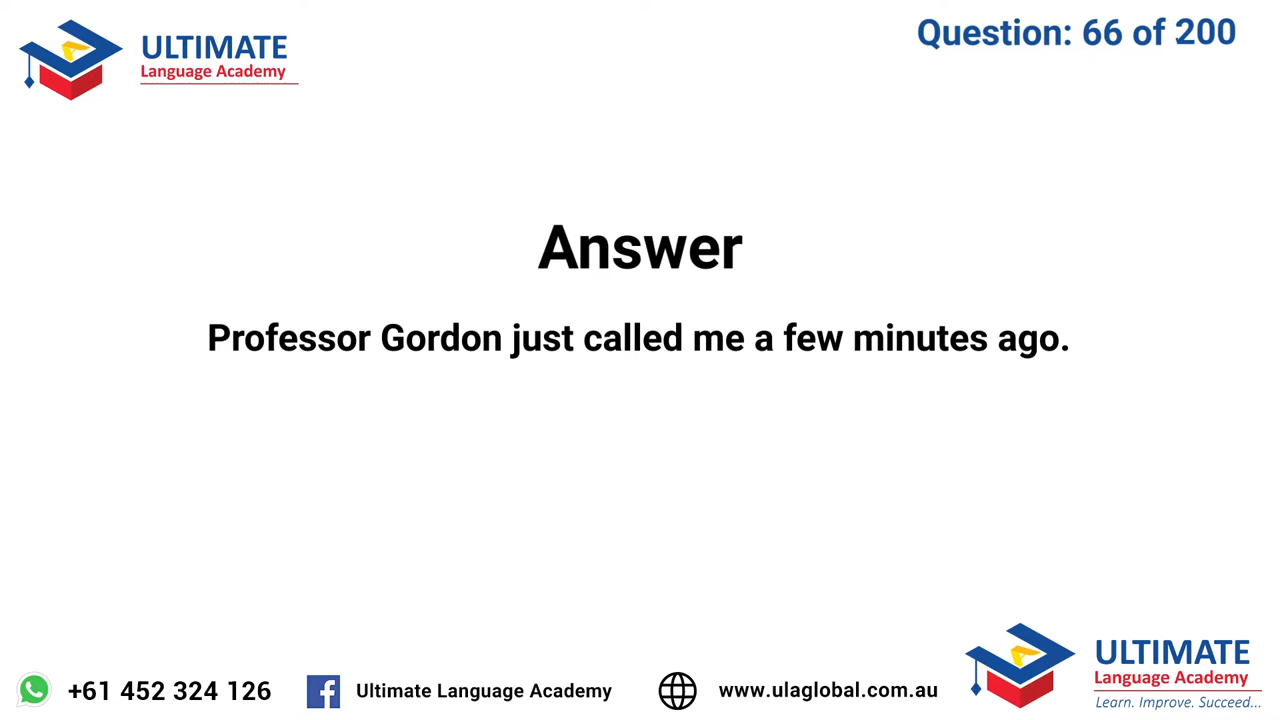 ULTIMATE
Language Academy
Question: 66 of 200
Answer
Professor Gordon just called me a few minutes ago.
+61 452 324 126
Ultimate Language Academy
www.ulaglobal.com.au
ULTIMATE
Language Academy
Learn. Improve. Succeed...